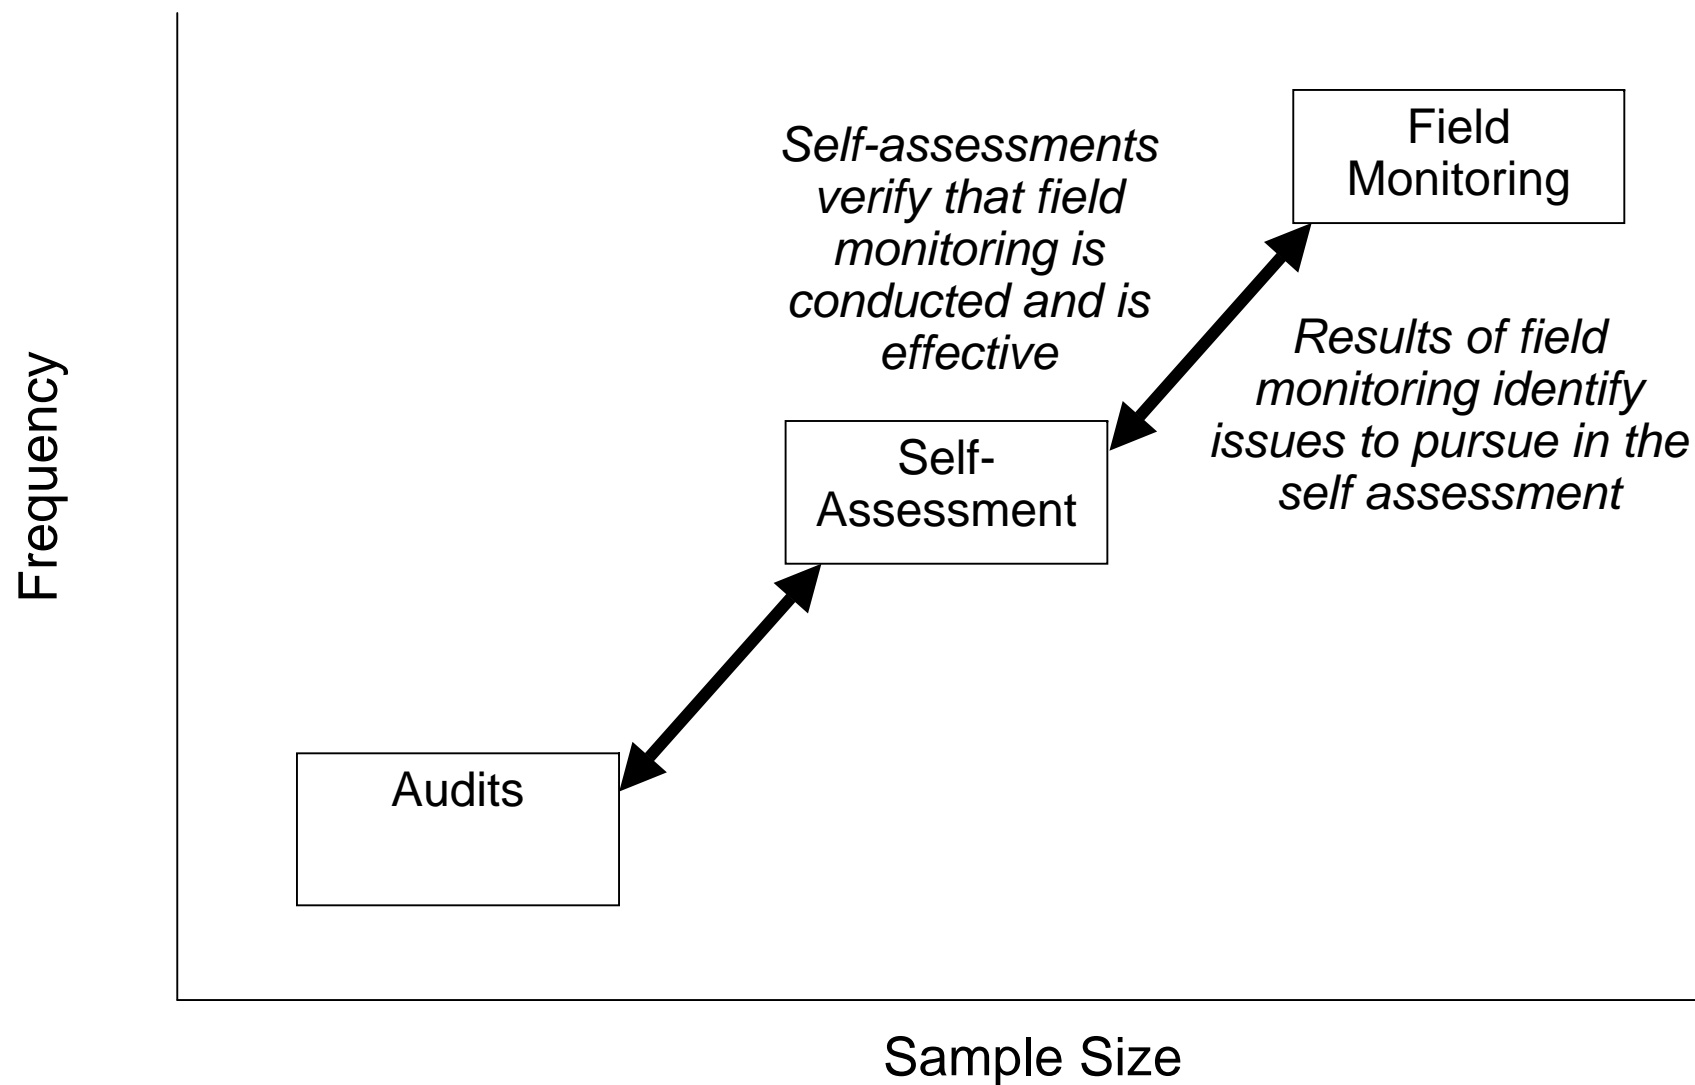 Frequency
Self-assessments
verify that field
monitoring is
conducted and is
effective
Field
Monitoring
Results of field
monitoring identify
issues to pursue in the
self assessment
Self-
Assessment
Audits
Sample Size